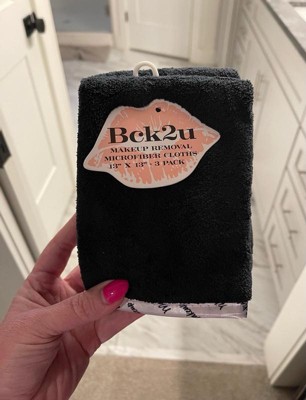 Bck2u
MAKEUP REMOVAL
MICROFIBER CLOTHS
13" X 13" - 3 PACK